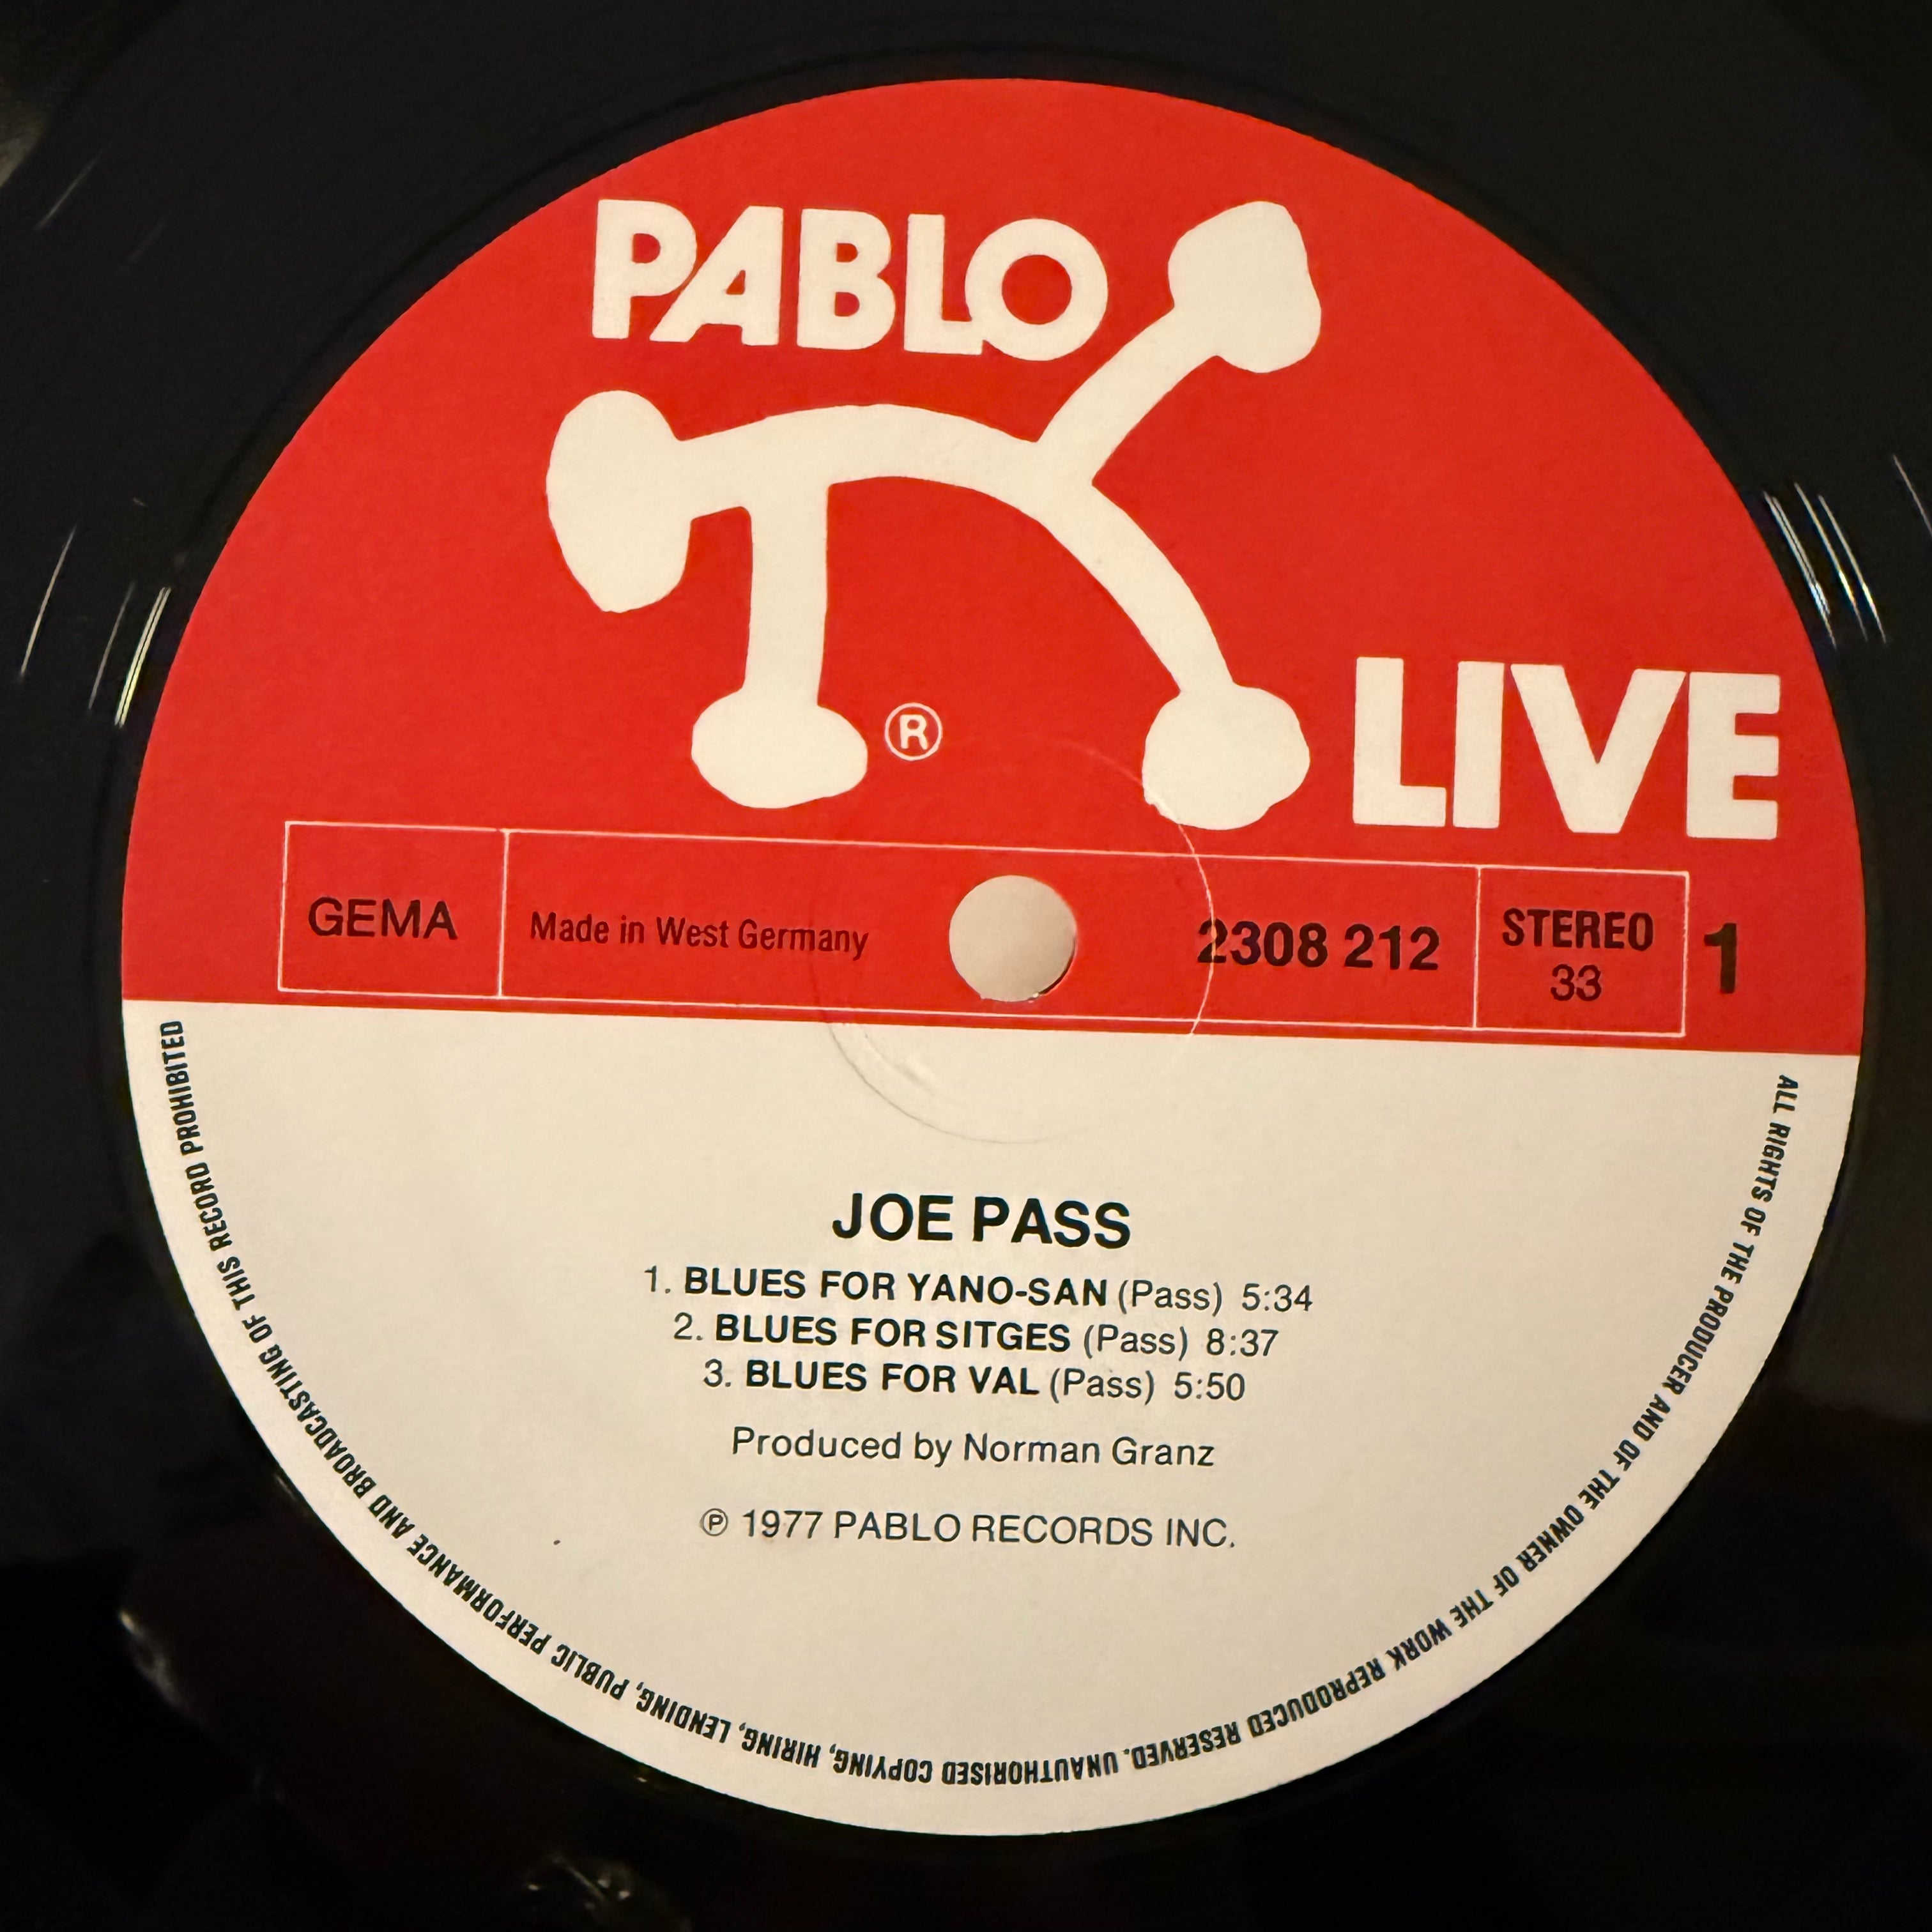 PABLO
®
LIVE
GEMA
Made in West Germany
2308 212
STEREO
33
1
JOE PASS
1. BLUES FOR YANO-SAN (Pass) 5:34
2. BLUES FOR SITGES (Pass) 8:37
3. BLUES FOR VAL (Pass) 5:50
Produced by Norman Granz
℗ 1977 PABLO RECORDS INC.
ALL RIGHTS OF THE PRODUCER AND OF THE OWNER OF THE WORK REPRODUCED RESERVED. UNAUTHORISED COPYING, HIRING, LENDING, PUBLIC PERFORMANCE AND BROADCASTING OF THIS RECORD PROHIBITED